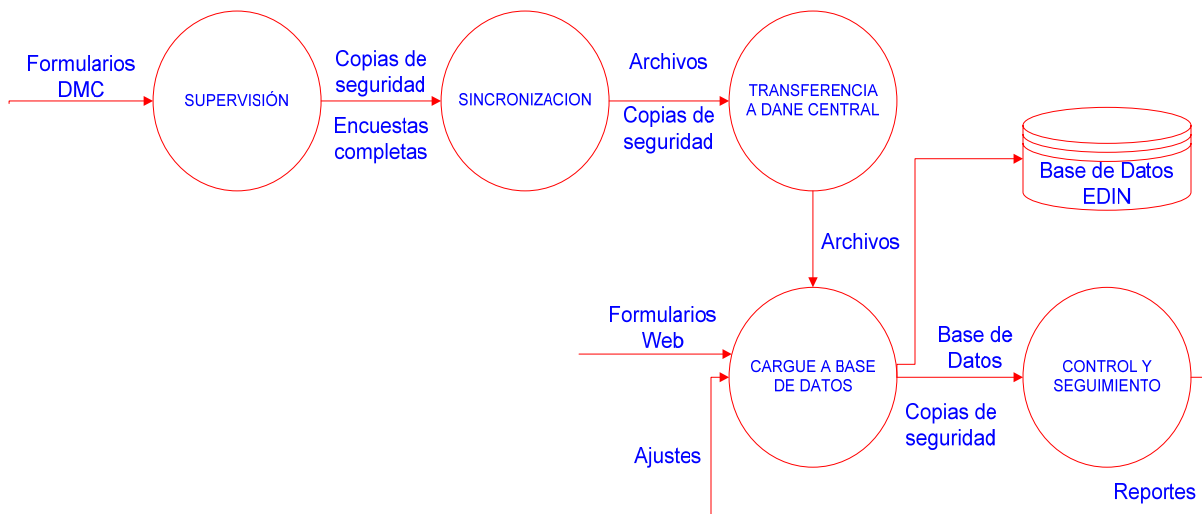 Formularios
DMC
SUPERVISIÓN
Copias de
seguridad
Encuestas
completas
SINCRONIZACION
Archivos
Copias de
seguridad
TRANSFERENCIA
A DANE CENTRAL
Base de Datos
EDIN
Archivos
Formularios
Web
CARGUE A BASE
DE DATOS
Base de
Datos
Copias de
seguridad
CONTROL Y
SEGUIMIENTO
Ajustes
Reportes